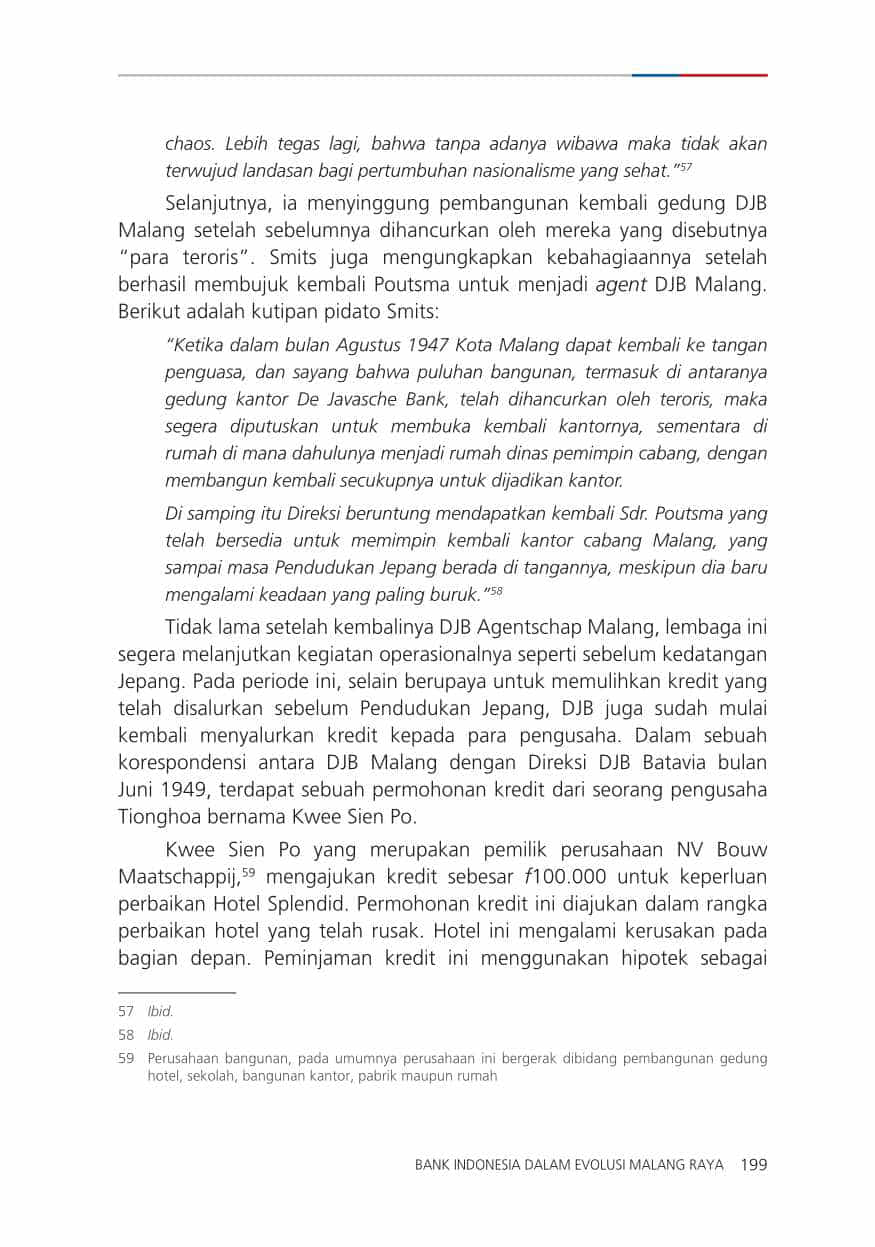 chaos. Lebih tegas lagi, bahwa tanpa adanya wibawa maka tidak akan
terwujud landasan bagi pertumbuhan nasionalisme yang sehat.”57
Selanjutnya, ia menyinggung pembangunan kembali gedung DJB
Malang setelah sebelumnya dihancurkan oleh mereka yang disebutnya
“para teroris”. Smits juga mengungkapkan kebahagiaannya setelah
berhasil membujuk kembali Poutsma untuk menjadi agent DJB Malang.
Berikut adalah kutipan pidato Smits:
“Ketika dalam bulan Agustus 1947 Kota Malang dapat kembali ke tangan
penguasa, dan sayang bahwa puluhan bangunan, termasuk di antaranya
gedung kantor De Javasche Bank, telah dihancurkan oleh teroris, maka
segera diputuskan untuk membuka kembali kantornya, sementara di
rumah di mana dahulunya menjadi rumah dinas pemimpin cabang, dengan
membangun kembali secukupnya untuk dijadikan kantor.
Di samping itu Direksi beruntung mendapatkan kembali Sdr. Poutsma yang
telah bersedia untuk memimpin kembali kantor cabang Malang, yang
sampai masa Pendudukan Jepang berada di tangannya, meskipun dia baru
mengalami keadaan yang paling buruk.”58
Tidak lama setelah kembalinya DJB Agentschap Malang, lembaga ini
segera melanjutkan kegiatan operasionalnya seperti sebelum kedatangan
Jepang. Pada periode ini, selain berupaya untuk memulihkan kredit yang
telah disalurkan sebelum Pendudukan Jepang, DJB juga sudah mulai
kembali menyalurkan kredit kepada para pengusaha. Dalam sebuah
korespondensi antara DJB Malang dengan Direksi DJB Batavia bulan
Juni 1949, terdapat sebuah permohonan kredit dari seorang pengusaha
Tionghoa bernama Kwee Sien Po.
Kwee Sien Po yang merupakan pemilik perusahaan NV Bouw
Maatschappij,59 mengajukan kredit sebesar f100.000 untuk keperluan
perbaikan Hotel Splendid. Permohonan kredit ini diajukan dalam rangka
perbaikan hotel yang telah rusak. Hotel ini mengalami kerusakan pada
bagian depan. Peminjaman kredit ini menggunakan hipotek sebagai
57 Ibid.
58 Ibid.
59 Perusahaan bangunan, pada umumnya perusahaan ini bergerak dibidang pembangunan gedung
hotel, sekolah, bangunan kantor, pabrik maupun rumah
BANK INDONESIA DALAM EVOLUSI MALANG RAYA 199